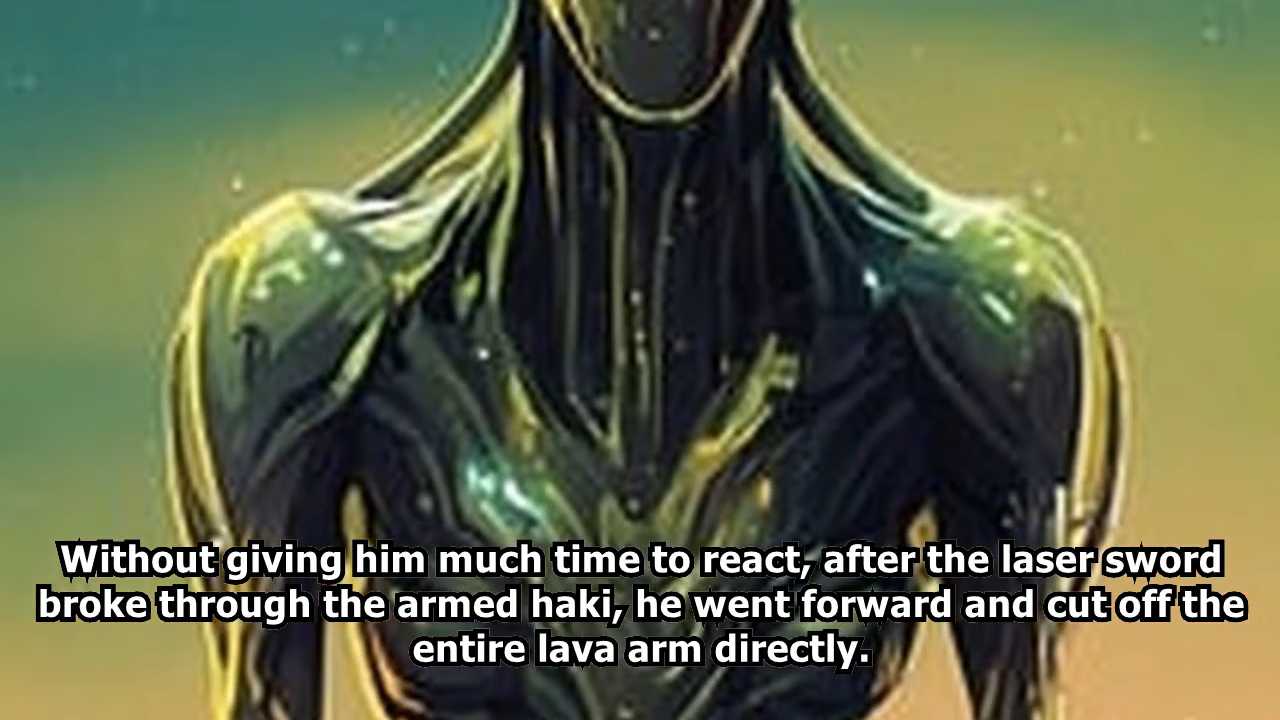 Without giving him much time to react, after the laser sword
broke through the armed haki, he went forward and cut off the
entire lava arm directly.